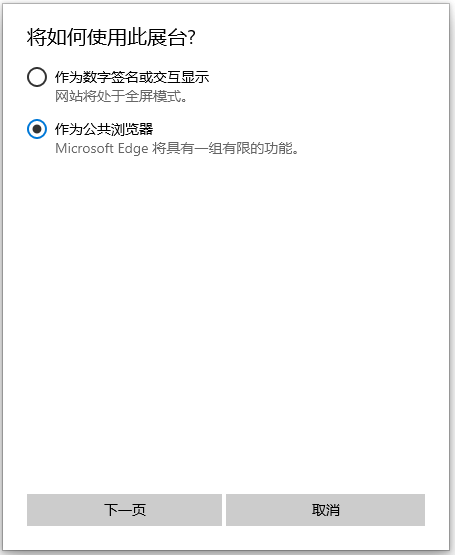 将如何使用此展台?
作为数字签名或交互显示
网站将处于全屏模式。
作为公共浏览器
Microsoft Edge 将具有一组有限的功能。
下一页
取消